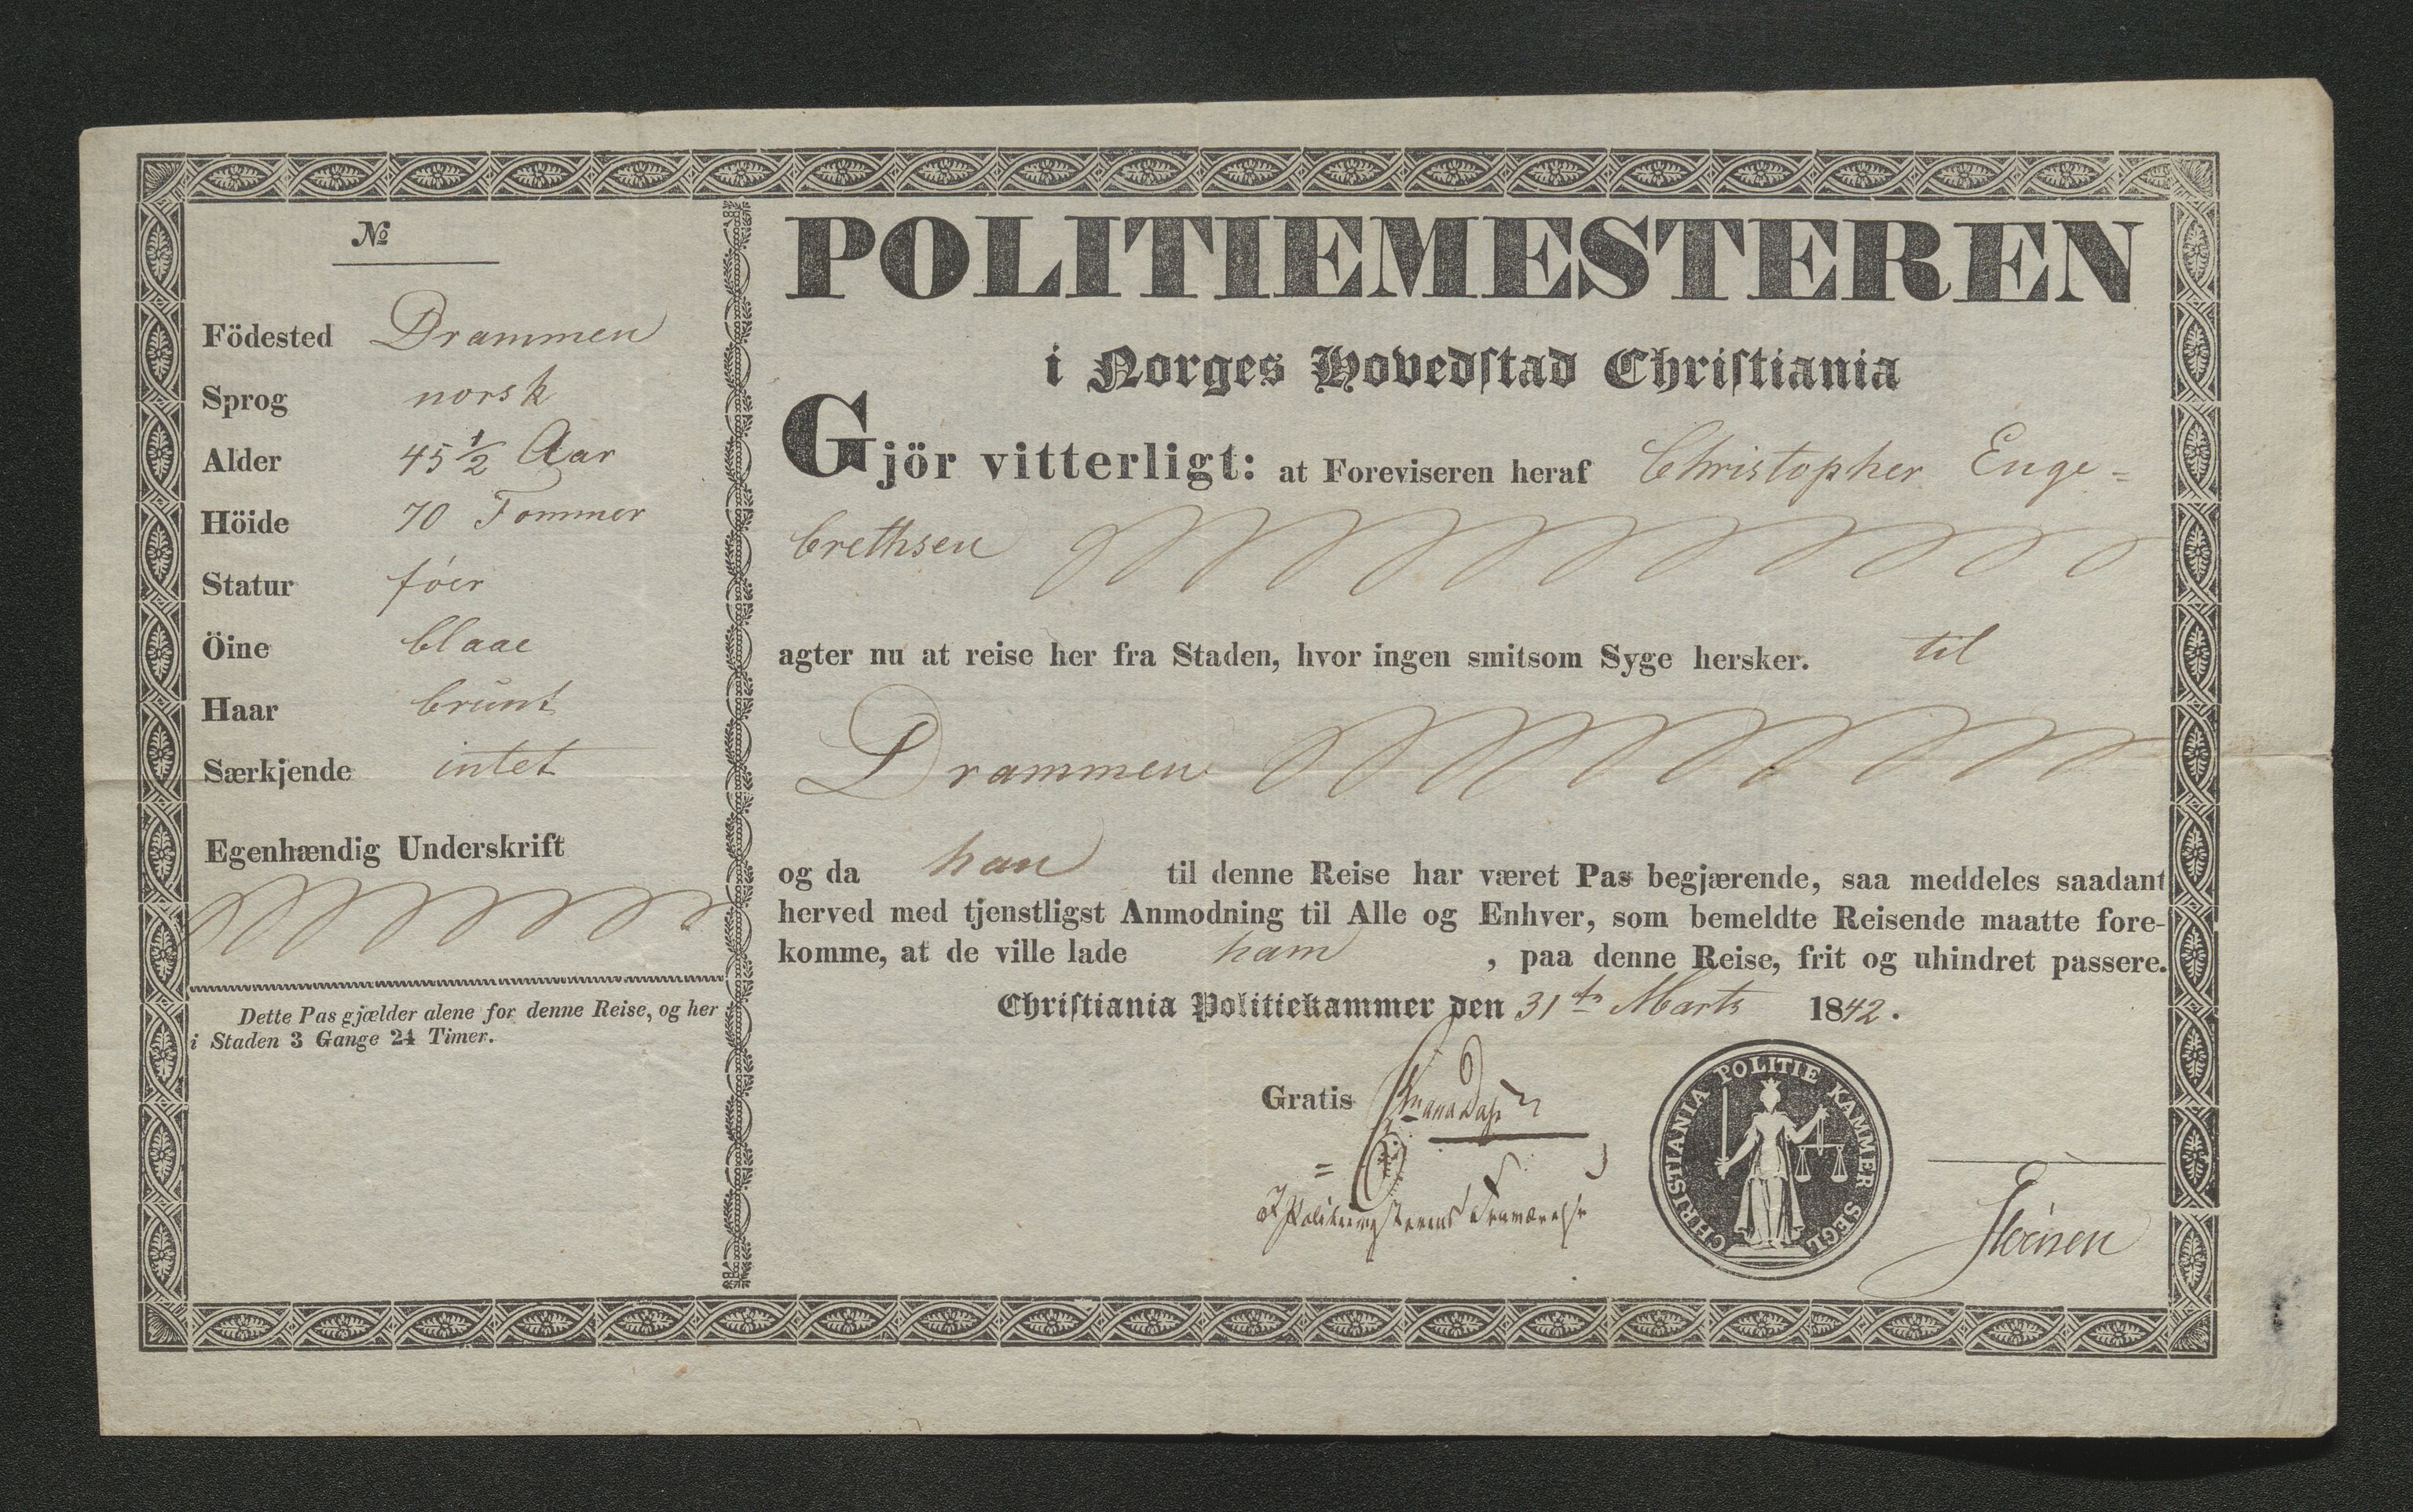 №
Födested Drammen
Sprog norsk
Alder 45 ½ Aar
Höide 70 Tommer
Statur föer
Öine blaae
Haar brunt
Særkjende intet
Egenhændig Underskrift
Dette Pas gjælder alene for denne Reise, og her
i Staden 3 Gange 24 Timer.
POLITIEMESTEREN
i Norges Hovedſtad Chriſtiania
Gjör vitterligt: at Foreviseren heraf Christopher Enge=
brethsen
agter nu at reise her fra Staden, hvor ingen smitsom Syge hersker. til
Drammen
og da han til denne Reise har været Pas begjærende, saa meddeles saadant
herved med tjenstligst Anmodning til Alle og Enhver, som bemeldte Reisende maatte fore-
komme, at de ville lade ham , paa denne Reise, frit og uhindret passere.
Chriſtiania Politiekammer den 31te Marts 1842.
Gratis
I Politiemesterens Fraværelse
CHRISTIANIA POLITIE KAMMER SEGL